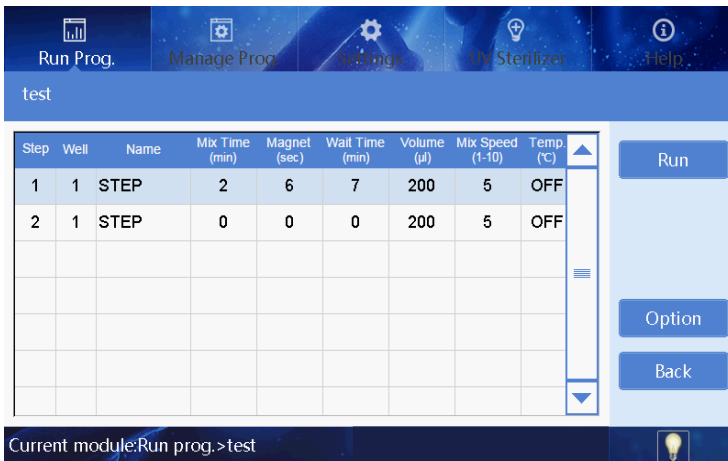 Run Prog. Manage Prog. Settings UV Sterilizer Help
test
Step Well Name Mix Time (min) Magnet (sec) Wait Time (min) Volume (µl) Mix Speed (1-10) Temp. (℃)
1 1 STEP 2 6 7 200 5 OFF
2 1 STEP 0 0 0 200 5 OFF
Run
Option
Back
Current module:Run prog.>test